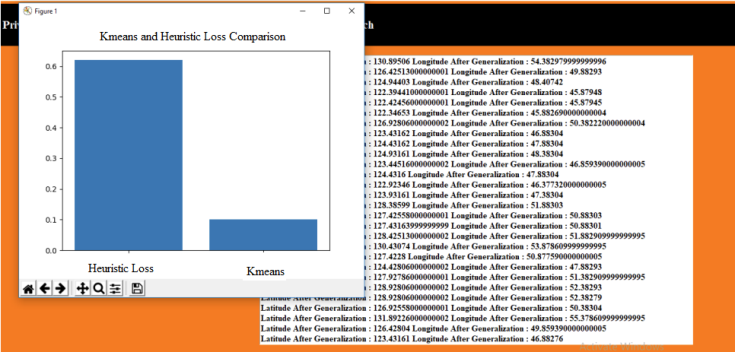 Figure 1
Pri
ch
Kmeans and Heuristic Loss Comparison
0.6
0.5
0.4
0.3
0.2
0.1
0.0
Heuristic Loss
Kmeans
: 130.89506 Longitude After Generalization : 54.382979999999996
: 126.42513000000001 Longitude After Generalization : 49.88293
: 124.94403 Longitude After Generalization : 48.40742
: 122.39441000000001 Longitude After Generalization : 45.87948
: 122.42456000000001 Longitude After Generalization : 45.87945
: 122.34653 Longitude After Generalization : 45.882690000000004
: 126.92806000000002 Longitude After Generalization : 50.382220000000004
: 123.43162 Longitude After Generalization : 46.88304
: 124.43162 Longitude After Generalization : 47.88304
: 124.93161 Longitude After Generalization : 48.38304
: 123.44516000000002 Longitude After Generalization : 46.859390000000005
: 124.4316 Longitude After Generalization : 47.88304
: 122.92346 Longitude After Generalization : 46.377320000000005
: 123.93161 Longitude After Generalization : 47.38304
: 128.38599 Longitude After Generalization : 51.88303
: 127.42558000000001 Longitude After Generalization : 50.88303
: 127.43163999999999 Longitude After Generalization : 50.88301
: 128.42513000000002 Longitude After Generalization : 51.882909999999995
: 130.43074 Longitude After Generalization : 53.878609999999995
: 127.4228 Longitude After Generalization : 50.877590000000005
: 124.42806000000002 Longitude After Generalization : 47.88293
: 127.92786000000001 Longitude After Generalization : 51.382909999999995
: 128.92806000000002 Longitude After Generalization : 52.38293
Latitude After Generalization : 128.92806000000002 Longitude After Generalization : 52.38279
Latitude After Generalization : 126.92558000000001 Longitude After Generalization : 50.38304
Latitude After Generalization : 131.89226000000002 Longitude After Generalization : 55.378609999999995
Latitude After Generalization : 126.42804 Longitude After Generalization : 49.859390000000005
Latitude After Generalization : 123.43161 Longitude After Generalization : 46.88276